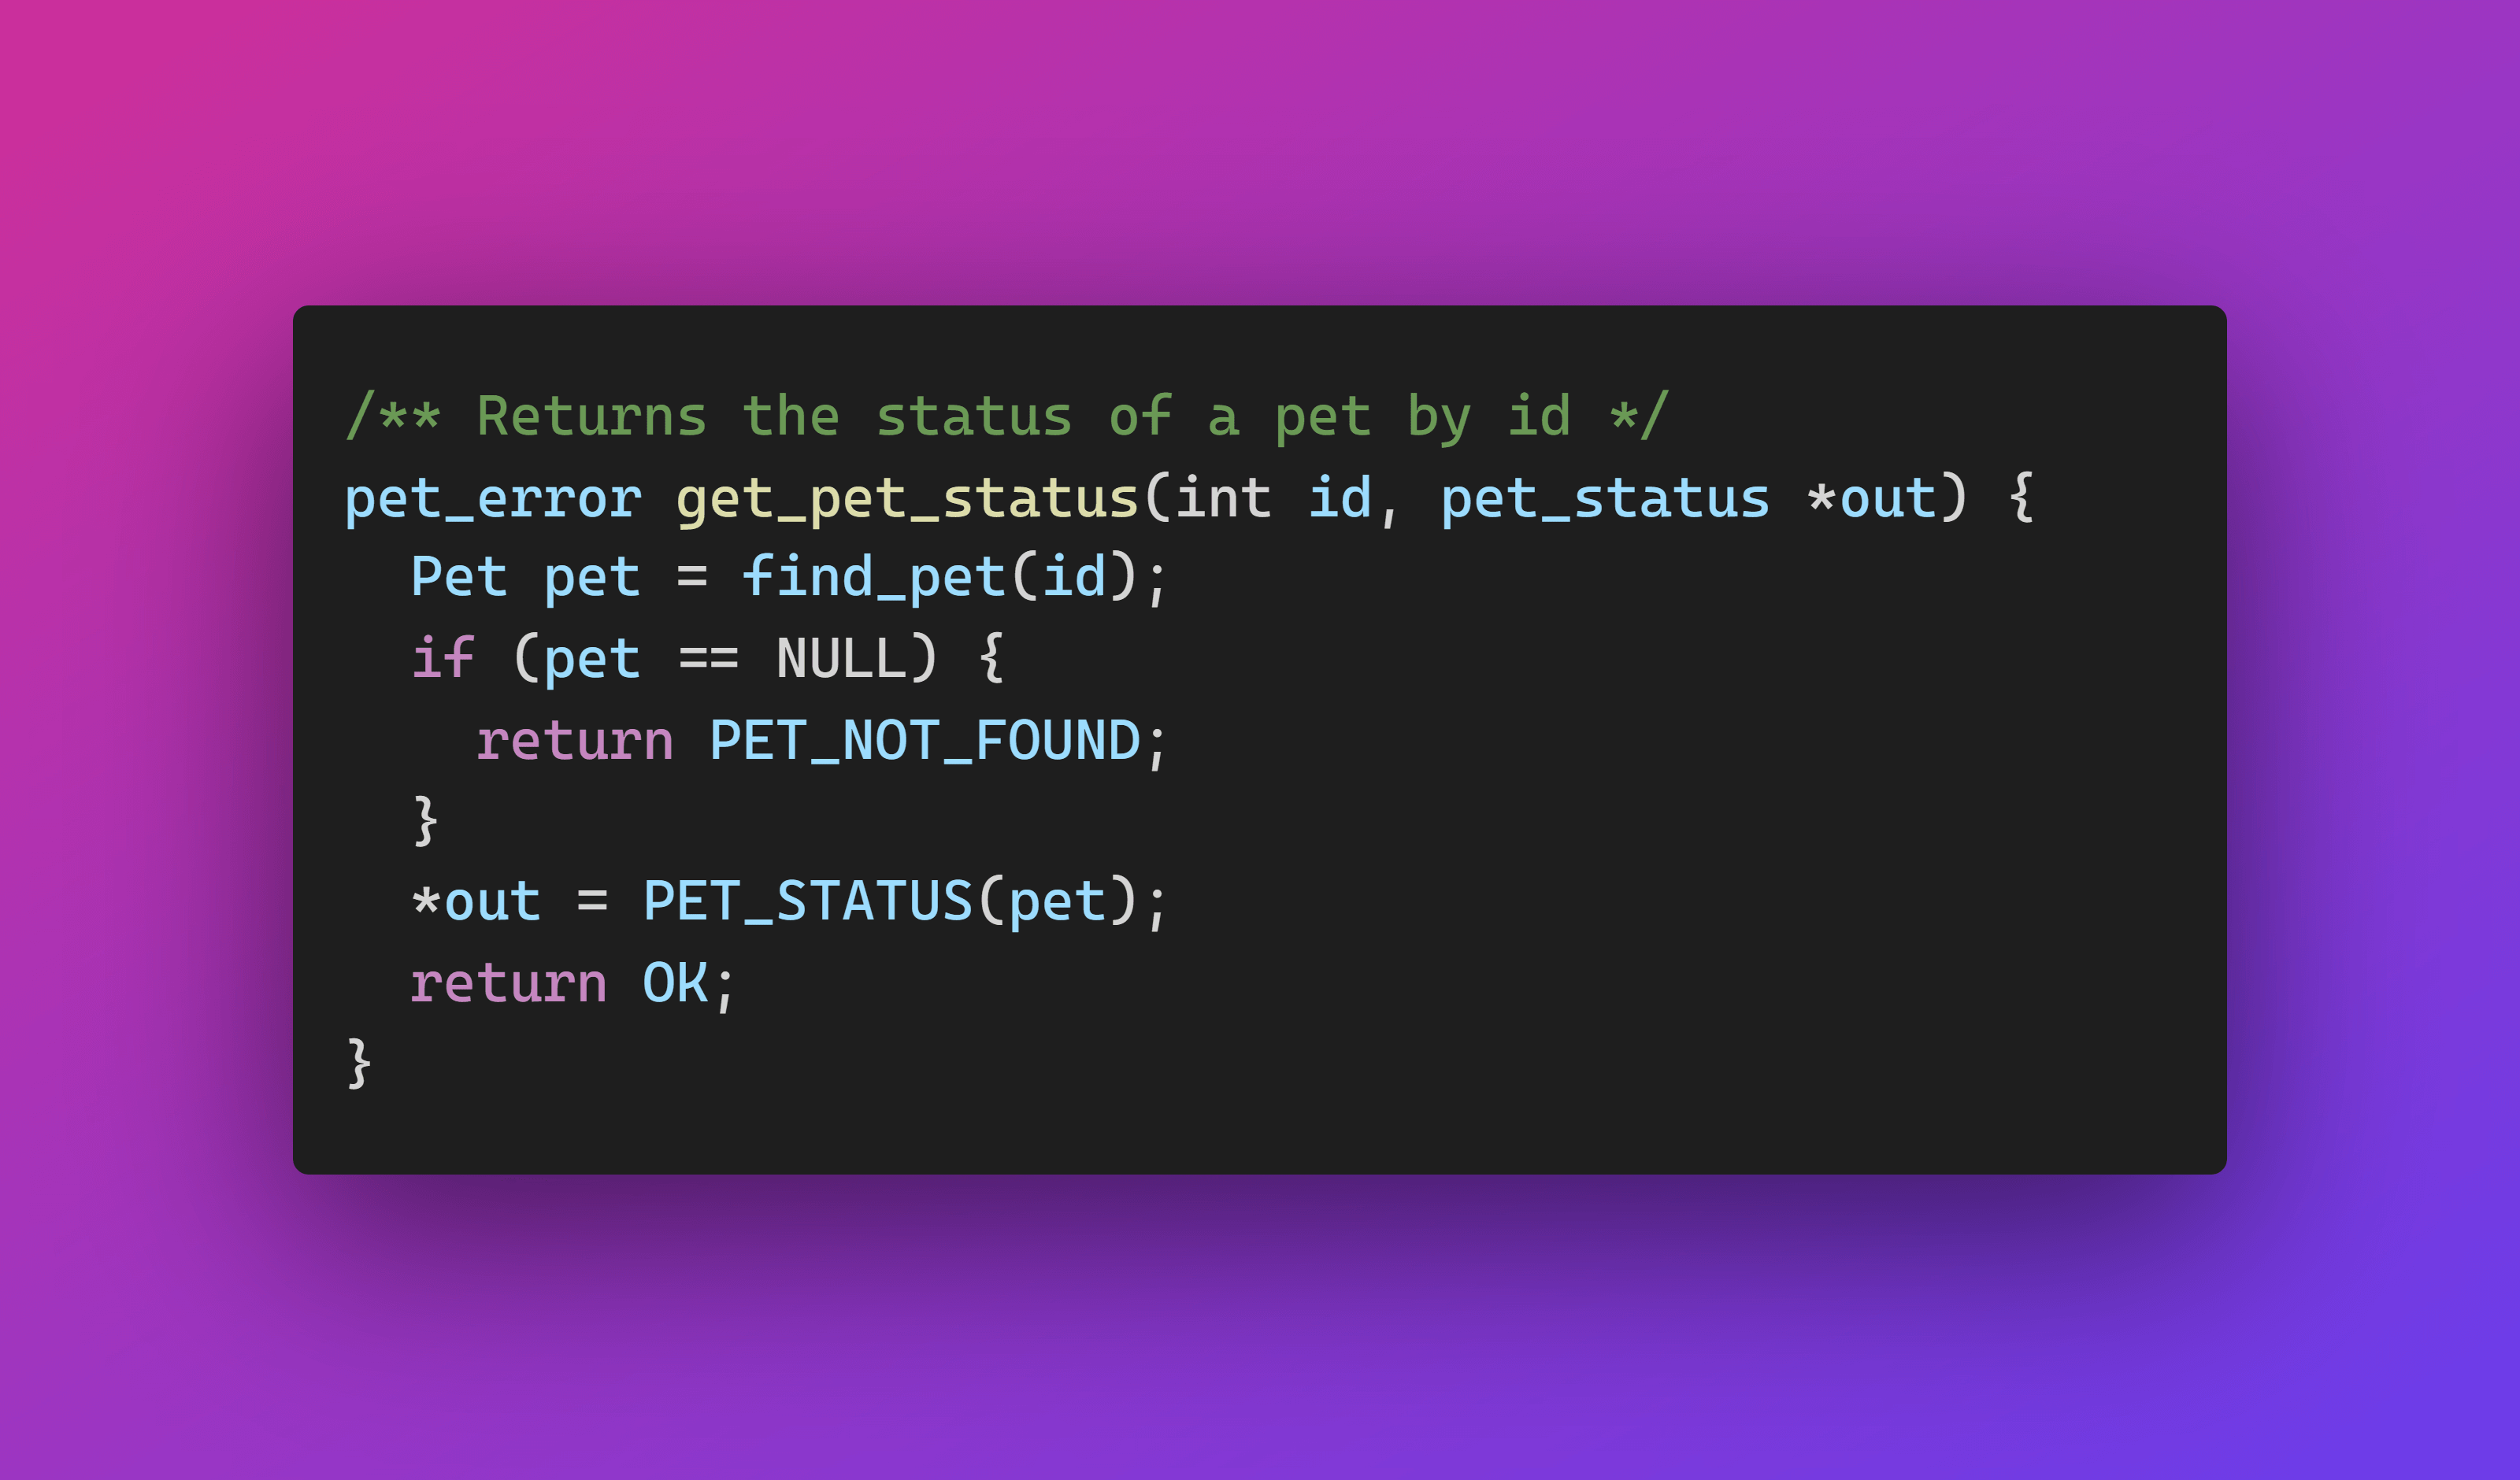 /** Returns the status of a pet by id */
pet_error get_pet_status(int id, pet_status *out) {
  Pet pet = find_pet(id);
  if (pet == NULL) {
    return PET_NOT_FOUND;
  }
  *out = PET_STATUS(pet);
  return OK;
}